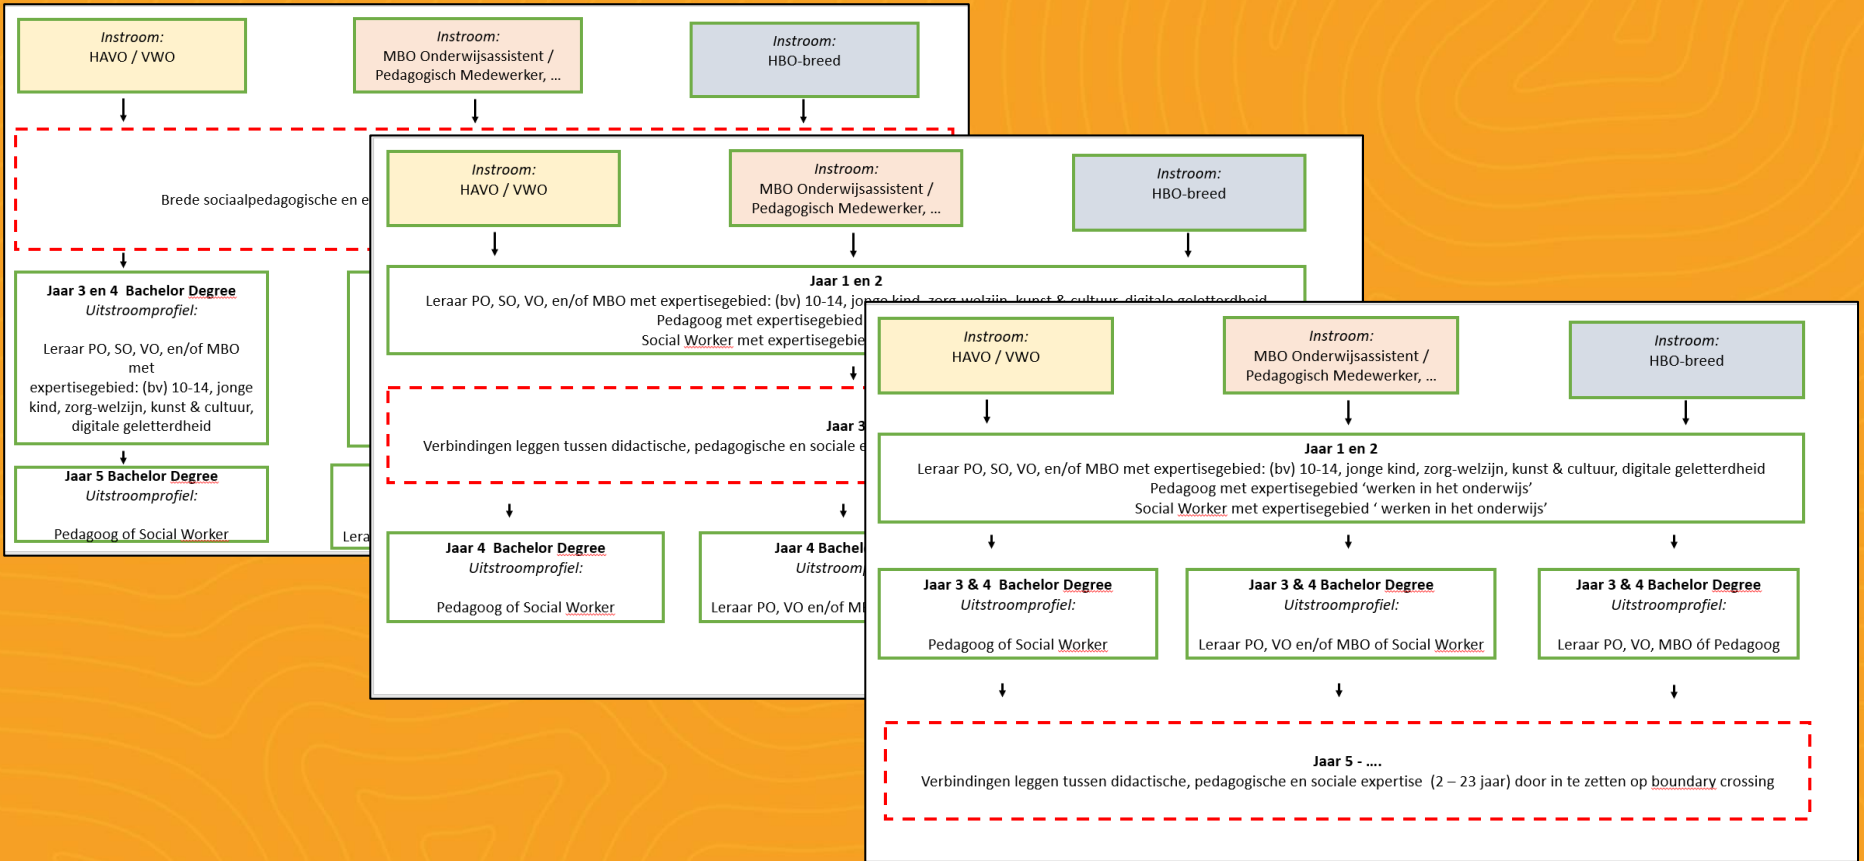 Instroom:
HAVO / VWO
Instroom:
MBO Onderwijsassistent /
Pedagogisch Medewerker, ...
Instroom:
HBO-breed
Brede sociaalpedagogische en
Jaar 3 en 4  Bachelor Degree
Uitstroomprofiel:
Leraar PO, SO, VO, en/of MBO
met
expertisegebied: (bv) 10-14, jonge
kind, zorg-welzijn, kunst & cultuur,
digitale geletterdheid
Jaar 5 Bachelor Degree
Uitstroomprofiel:
Pedagoog of Social Worker
Instroom:
HAVO / VWO
Instroom:
MBO Onderwijsassistent /
Pedagogisch Medewerker, ...
Instroom:
HBO-breed
Jaar 1 en 2
Leraar PO, SO, VO, en/of MBO met expertisegebied: (bv) 10-14, jonge kind, zorg-welzijn, kunst & cultuur, digitale geletterdheid
Pedagoog met expertisegebied
Social Worker met
Jaar 3
Verbindingen leggen tussen didactische, pedagogische en sociale
Jaar 4  Bachelor Degree
Uitstroomprofiel:
Pedagoog of Social Worker
Jaar 4
Leraar PO, VO en/of
Instroom:
HAVO / VWO
Instroom:
MBO Onderwijsassistent /
Pedagogisch Medewerker, ...
Instroom:
HBO-breed
Jaar 1 en 2
Leraar PO, SO, VO, en/of MBO met expertisegebied: (bv) 10-14, jonge kind, zorg-welzijn, kunst & cultuur, digitale geletterdheid
Pedagoog met expertisegebied ‘werken in het onderwijs’
Social Worker met expertisegebied ‘ werken in het onderwijs’
Jaar 3 & 4  Bachelor Degree
Uitstroomprofiel:
Pedagoog of Social Worker
Jaar 3 & 4 Bachelor Degree
Uitstroomprofiel:
Leraar PO, VO en/of MBO of Social Worker
Jaar 3 & 4 Bachelor Degree
Uitstroomprofiel:
Leraar PO, VO, MBO óf Pedagoog
Jaar 5 - ....
Verbindingen leggen tussen didactische, pedagogische en sociale expertise  (2 – 23 jaar) door in te zetten op boundary crossing